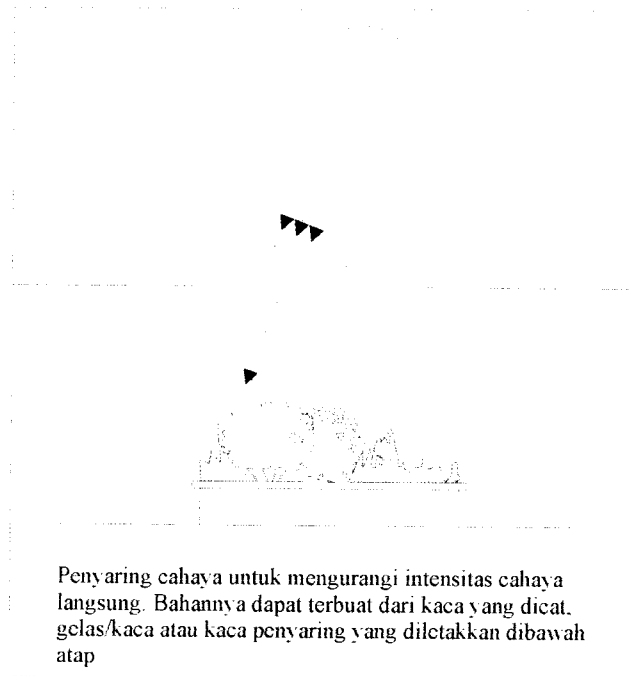 Penyaring cahaya untuk mengurangi intensitas cahaya
langsung. Bahannya dapat terbuat dari kaca yang dicat.
gelas/kaca atau kaca penyaring yang diletakkan dibawah
atap